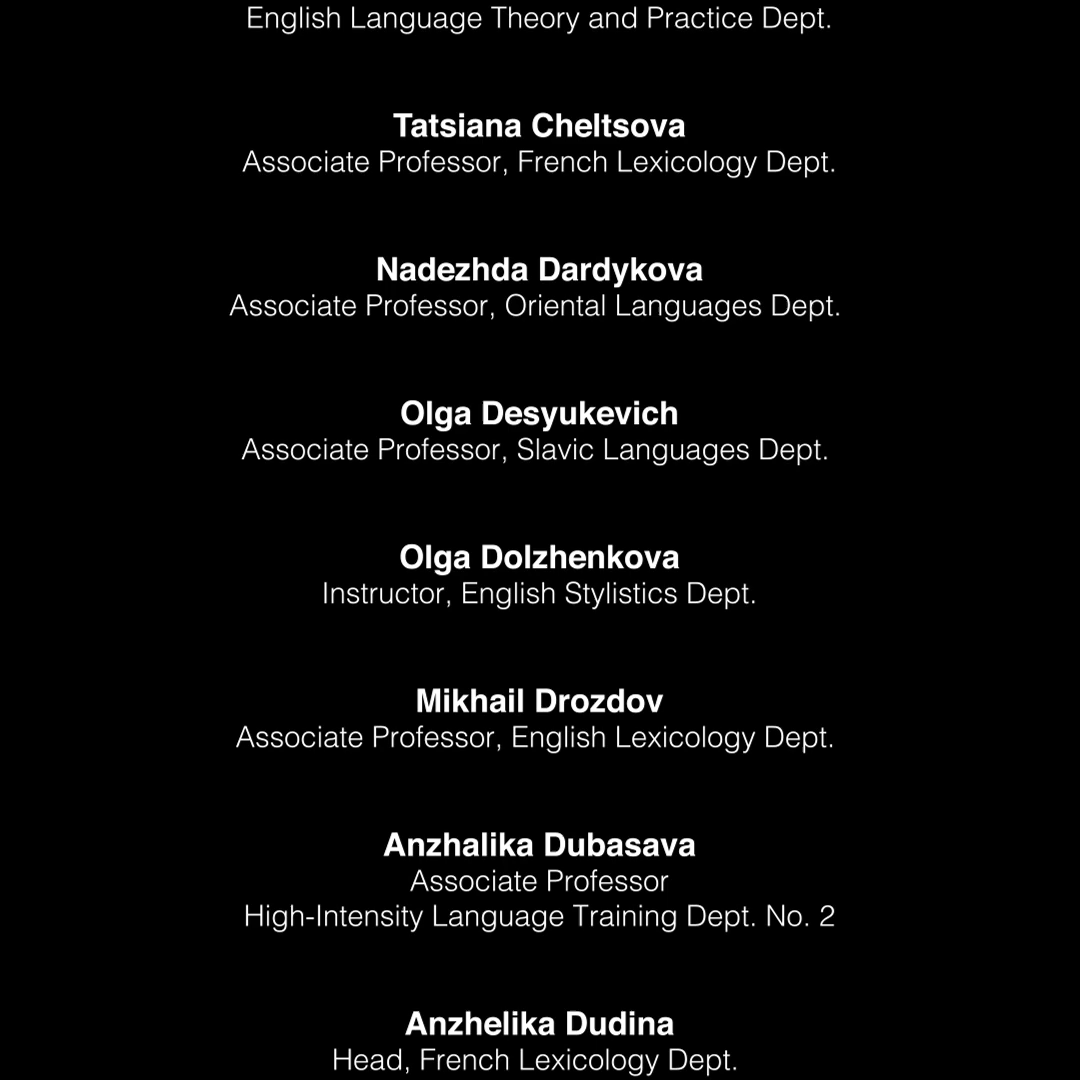 English Language Theory and Practice Dept.
Tatsiana Cheltsova
Associate Professor, French Lexicology Dept.
Nadezhda Dardykova
Associate Professor, Oriental Languages Dept.
Olga Desyukevich
Associate Professor, Slavic Languages Dept.
Olga Dolzhenkova
Instructor, English Stylistics Dept.
Mikhail Drozdov
Associate Professor, English Lexicology Dept.
Anzhalika Dubasava
Associate Professor
High-Intensity Language Training Dept. No. 2
Anzhelika Dudina
Head, French Lexicology Dept.